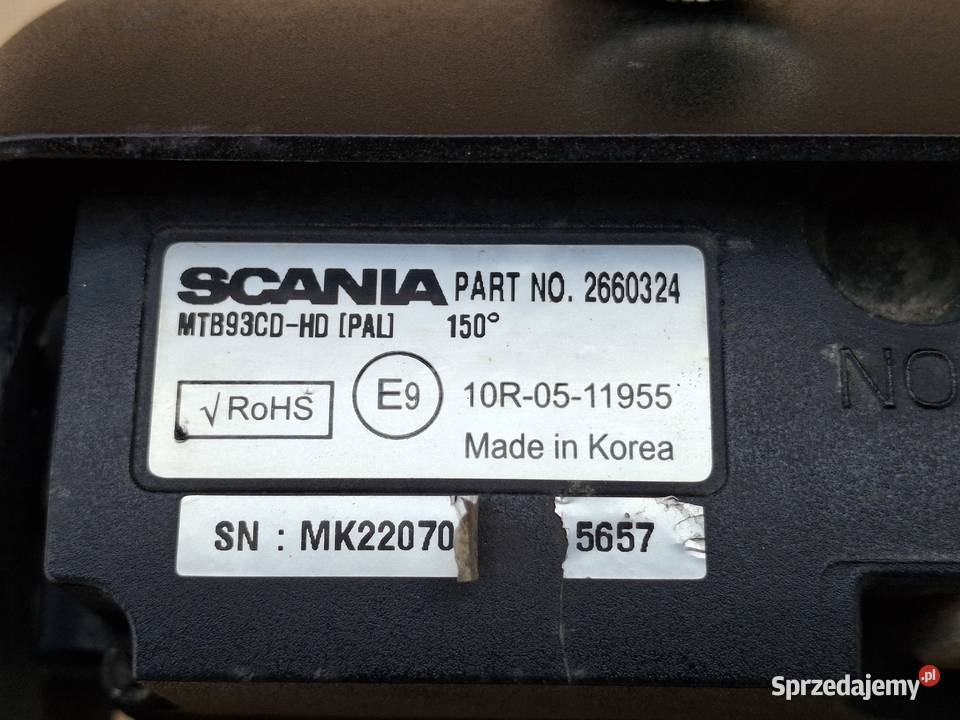 SCANIA PART NO. 2660324
MTB93CD-HD [PAL] 150°
√RoHS
E9
10R-05-11955
Made in Korea
SN : MK22070 5657
NO
Sprzedajemy.pl